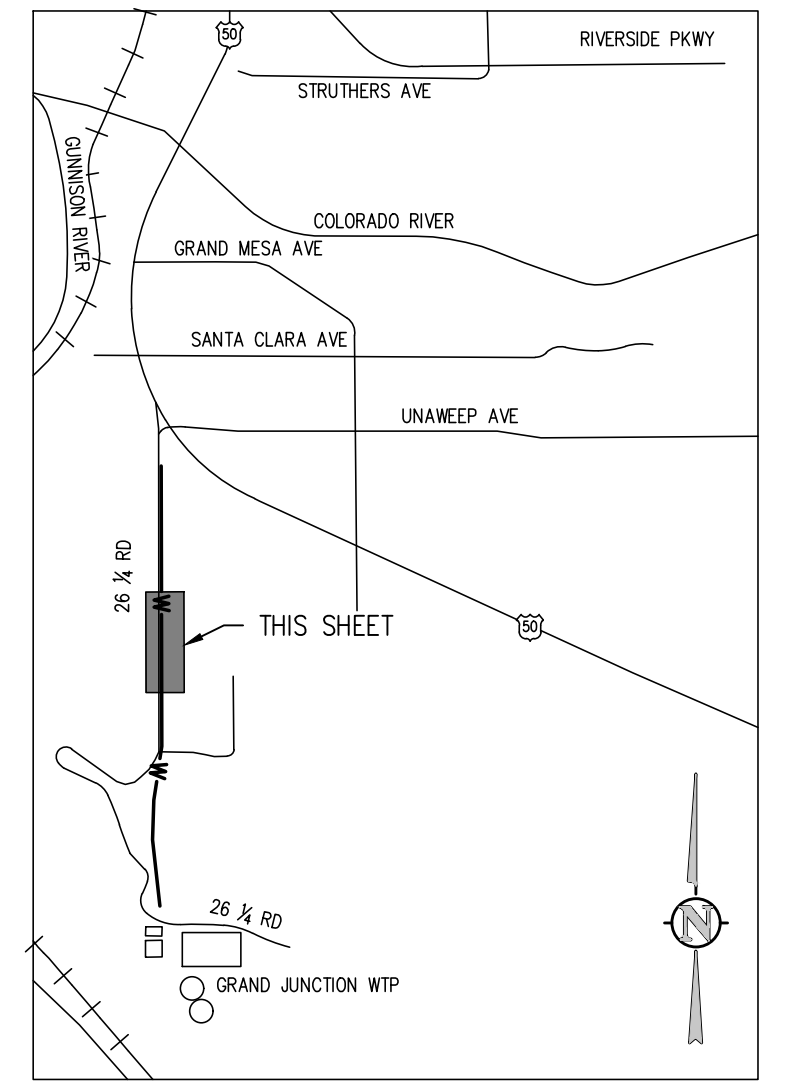 50
RIVERSIDE PKWY
STRUTHERS AVE
GUNNISON RIVER
COLORADO RIVER
GRAND MESA AVE
SANTA CLARA AVE
UNAWEEP AVE
26 ¼ RD
W
THIS SHEET
50
W
26 ¼ RD
N
GRAND JUNCTION WTP